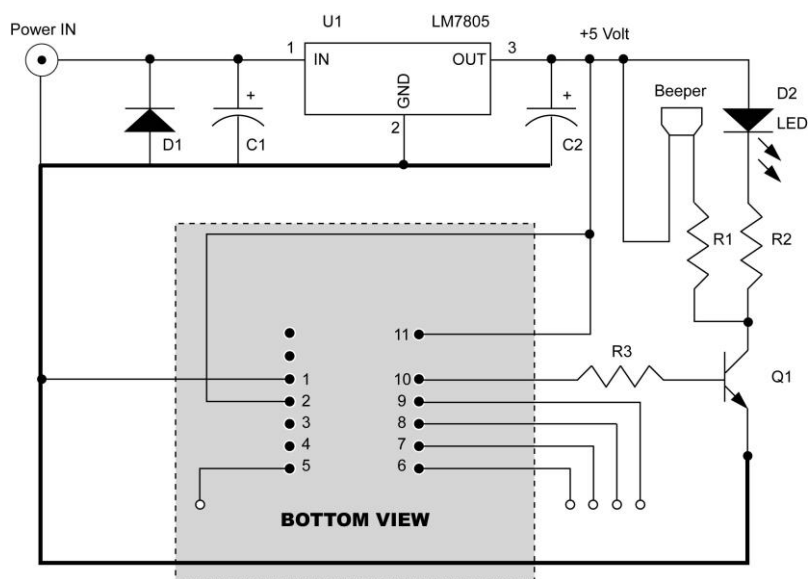 Power IN
U1
LM7805
+5 Volt
1
IN
OUT
3
GND
2
+
C1
D1
+
C2
Beeper
D2
LED
R1
R2
11
1
10
R3
Q1
2
9
3
8
4
7
5
6
BOTTOM VIEW